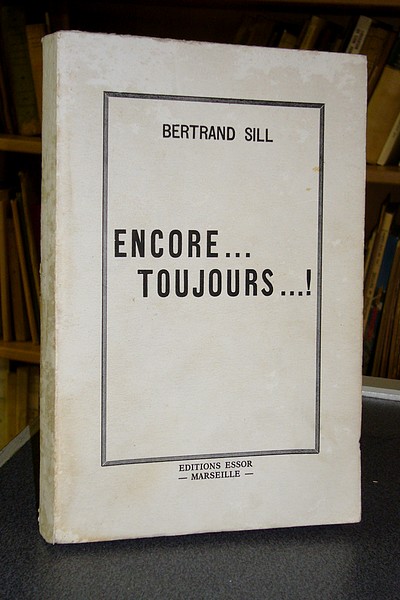 BERTRAND SILL
ENCORE...
TOUJOURS...!
EDITIONS ESSOR
— MARSEILLE —